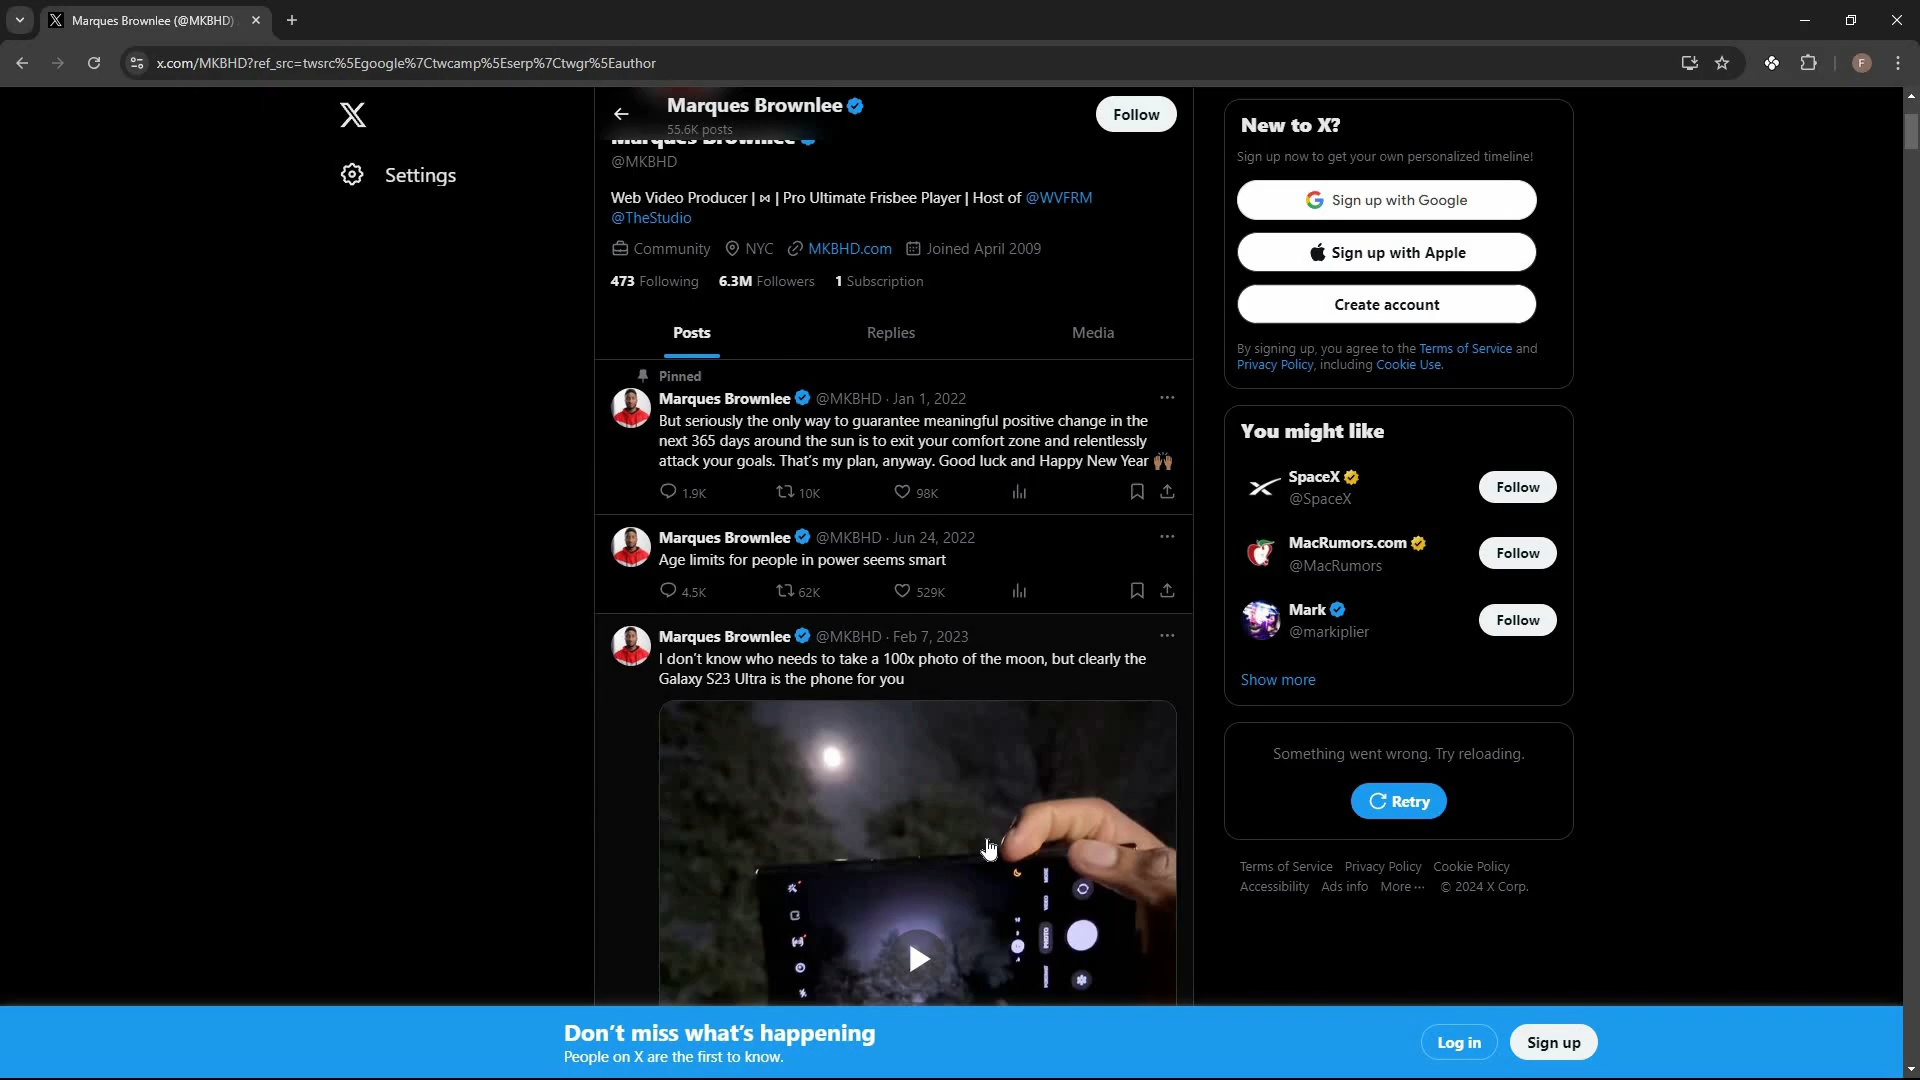 Marques Brownlee (@MKBHD)
x.com/MKBHD?ref_src=twsrc%5Egoogle%7Ctwcamp%5Eserp%7Ctwgr%5Eauthor
F
Settings
Marques Brownlee
55.6K posts
Follow
Marques Brownlee
@MKBHD
Web Video Producer | ⋈ | Pro Ultimate Frisbee Player | Host of @WVFRM
@TheStudio
Community NYC MKBHD.com Joined April 2009
473 Following 6.3M Followers 1 Subscription
Posts Replies Media
Pinned
Marques Brownlee @MKBHD · Jan 1, 2022
But seriously the only way to guarantee meaningful positive change in the
next 365 days around the sun is to exit your comfort zone and relentlessly
attack your goals. That's my plan, anyway. Good luck and Happy New Year 🙌🏾
1.9K 10K 98K
Marques Brownlee @MKBHD · Jun 24, 2022
Age limits for people in power seems smart
4.5K 62K 529K
Marques Brownlee @MKBHD · Feb 7, 2023
I don't know who needs to take a 100x photo of the moon, but clearly the
Galaxy S23 Ultra is the phone for you
PHOTO
New to X?
Sign up now to get your own personalized timeline!
Sign up with Google
Sign up with Apple
Create account
By signing up, you agree to the Terms of Service and
Privacy Policy, including Cookie Use.
You might like
SpaceX
@SpaceX
Follow
MacRumors.com
@MacRumors
Follow
Mark
@markiplier
Follow
Show more
Something went wrong. Try reloading.
Retry
Terms of Service Privacy Policy Cookie Policy
Accessibility Ads info More ··· © 2024 X Corp.
Don't miss what's happening
People on X are the first to know.
Log in
Sign up